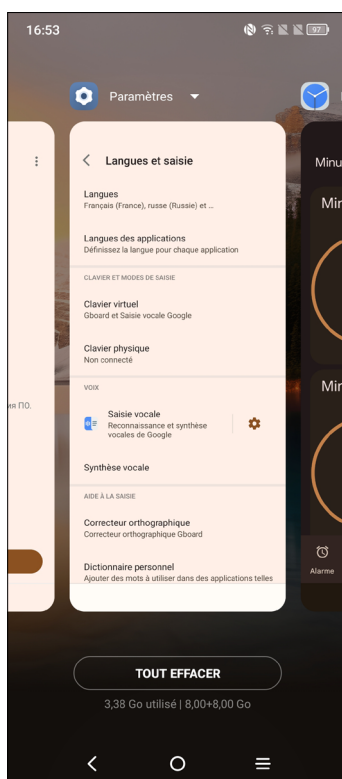 16:53
97
Paramètres
Langues et saisie
Langues
Français (France), russe (Russie) et ...
Langues des applications
Définissez la langue pour chaque application
CLAVIER ET MODES DE SAISIE
Clavier virtuel
Gboard et Saisie vocale Google
Clavier physique
Non connecté
VOIX
Saisie vocale
Reconnaissance et synthèse
vocales de Google
Synthèse vocale
AIDE À LA SAISIE
Correcteur orthographique
Correcteur orthographique Gboard
Dictionnaire personnel
Ajouter des mots à utiliser dans des applications telles
ия ПО.
Minu
Min
Min
Alarme
TOUT EFFACER
3,38 Go utilisé | 8,00+8,00 Go